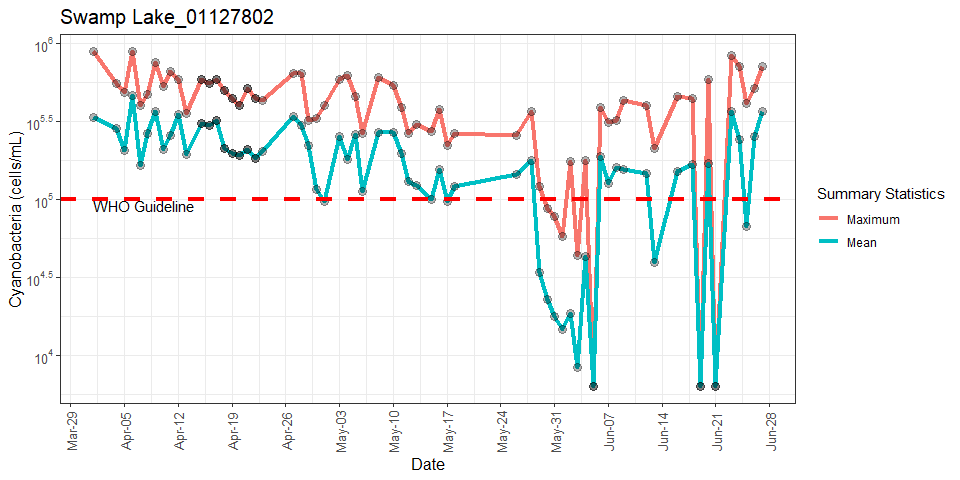 Swamp Lake_01127802
Cyanobacteria (cells/mL)
10^6
10^5.5
10^5
10^4.5
10^4
WHO Guideline
Mar-29
Apr-05
Apr-12
Apr-19
Apr-26
May-03
May-10
May-17
May-24
May-31
Jun-07
Jun-14
Jun-21
Jun-28
Date
Summary Statistics
Maximum
Mean